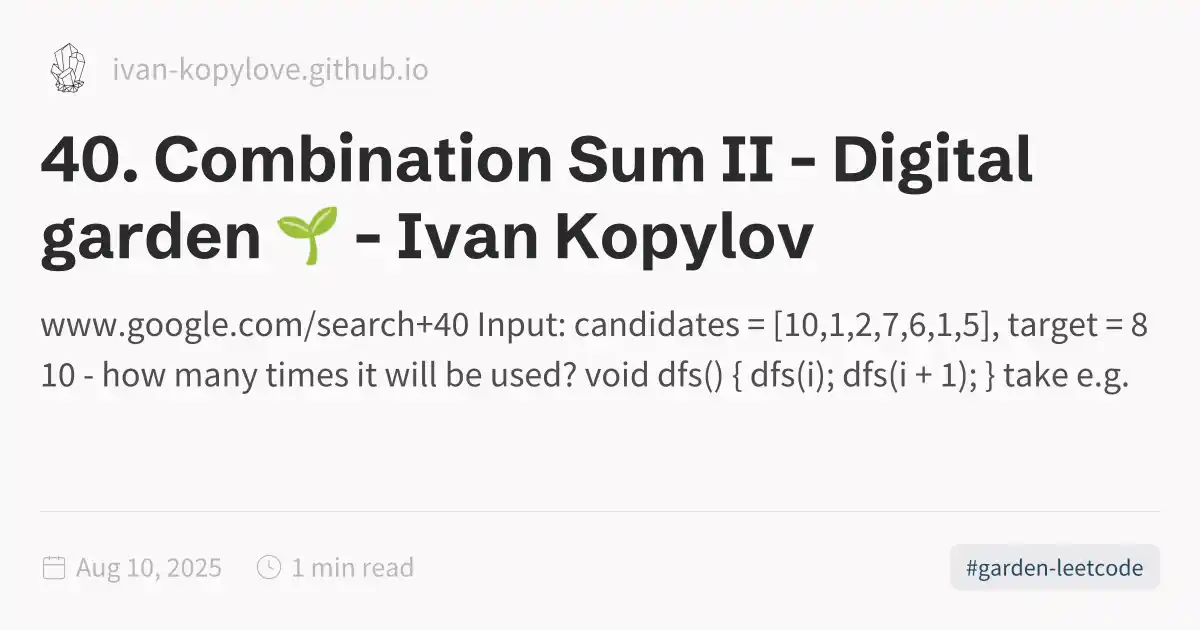 ivan-kopylove.github.io
40. Combination Sum II - Digital
garden 🌱 - Ivan Kopylov
www.google.com/search+40 Input: candidates = [10,1,2,7,6,1,5], target = 8
10 - how many times it will be used? void dfs() { dfs(i); dfs(i + 1); } take e.g.
Aug 10, 2025 1 min read #garden-leetcode